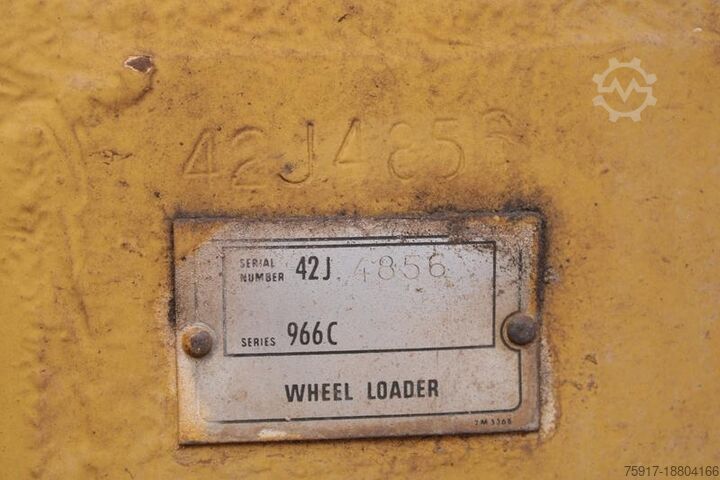 42J4856
SERIAL
NUMBER 42J 4856
SERIES 966C
WHEEL LOADER
75917-18804166